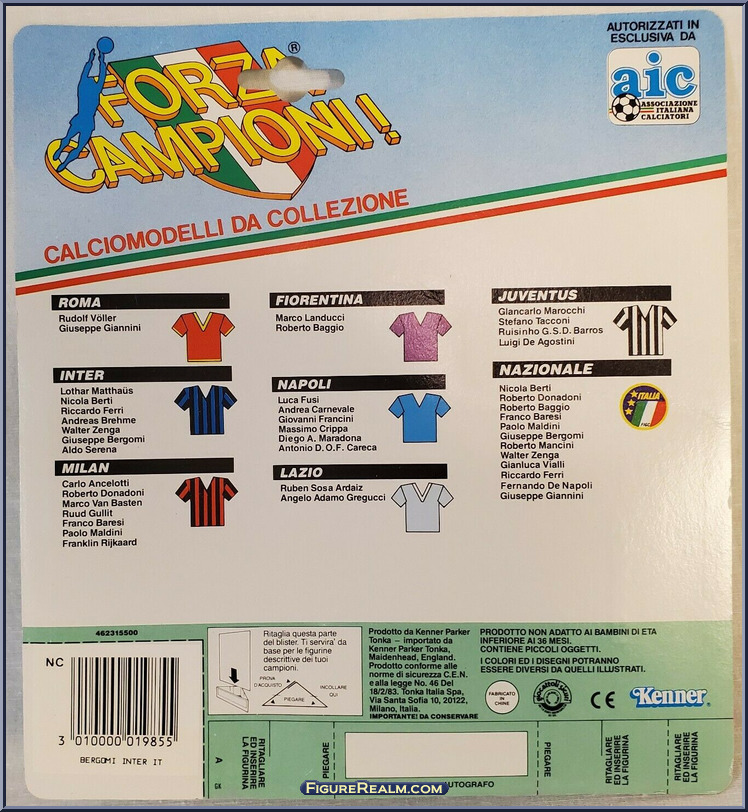 AUTORIZZATI IN
ESCLUSIVA DA
aic
ASSOCIAZIONE
ITALIANA
CALCIATORI
FORZA
CAMPIONI!
®
CALCIOMODELLI DA COLLEZIONE
ROMA
Rudolf Völler
Giuseppe Giannini
INTER
Lothar Matthaüs
Nicola Berti
Riccardo Ferri
Andreas Brehme
Walter Zenga
Giuseppe Bergomi
Aldo Serena
MILAN
Carlo Ancelotti
Roberto Donadoni
Marco Van Basten
Ruud Gullit
Franco Baresi
Paolo Maldini
Franklin Rijkaard
FIORENTINA
Marco Landucci
Roberto Baggio
NAPOLI
Luca Fusi
Andrea Carnevale
Giovanni Francini
Massimo Crippa
Diego A. Maradona
Antonio D. O.F. Careca
LAZIO
Ruben Sosa Ardaiz
Angelo Adamo Gregucci
JUVENTUS
Giancarlo Marocchi
Stefano Tacconi
Ruisinho G.S.D. Barros
Luigi De Agostini
NAZIONALE
Nicola Berti
Roberto Donadoni
Roberto Baggio
Franco Baresi
Paolo Maldini
Giuseppe Bergomi
Roberto Mancini
Walter Zenga
Gianluca Vialli
Riccardo Ferri
Fernando De Napoli
Giuseppe Giannini
ITALIA
FIGC
462315500
NC
3 010000 019855
BERGOMI INTER IT
Ritaglia questa parte
del blister. Ti servira' da
base per le figurine
descrittive dei tuoi
campioni.
PROVA
D'ACQUISTO
INCOLLARE
QUI
PIEGARE
Prodotto da Kenner Parker
Tonka – importato da
Kenner Parker Tonka,
Maidenhead, England.
Prodotto conforme alle
norme di sicurezza C.E.N.
e alla legge No. 46 Del
18/2/83. Tonka Italia Spa,
Via Santa Sofia 10, 20122,
Milano, Italia.
IMPORTANTE! DA CONSERVARE
PRODOTTO NON ADATTO AI BAMBINI DI ETA
INFERIORE AI 36 MESI.
CONTIENE PICCOLI OGGETTI.
I COLORI ED I DISEGNI POTRANNO
ESSERE DIVERSI DA QUELLI ILLUSTRATI.
FABRICATO
IN
CHINE
CE
Kenner®
A
RITAGLIARE
ED INSERIRE
LA FIGURINA
PIEGARE
AUTOGRAFO
PIEGARE
RITAGLIARE
ED INSERIRE
LA FIGURINA
RITAGLIARE
ED INSERIRE
LA FIGURINA
FIGUREREALM.COM